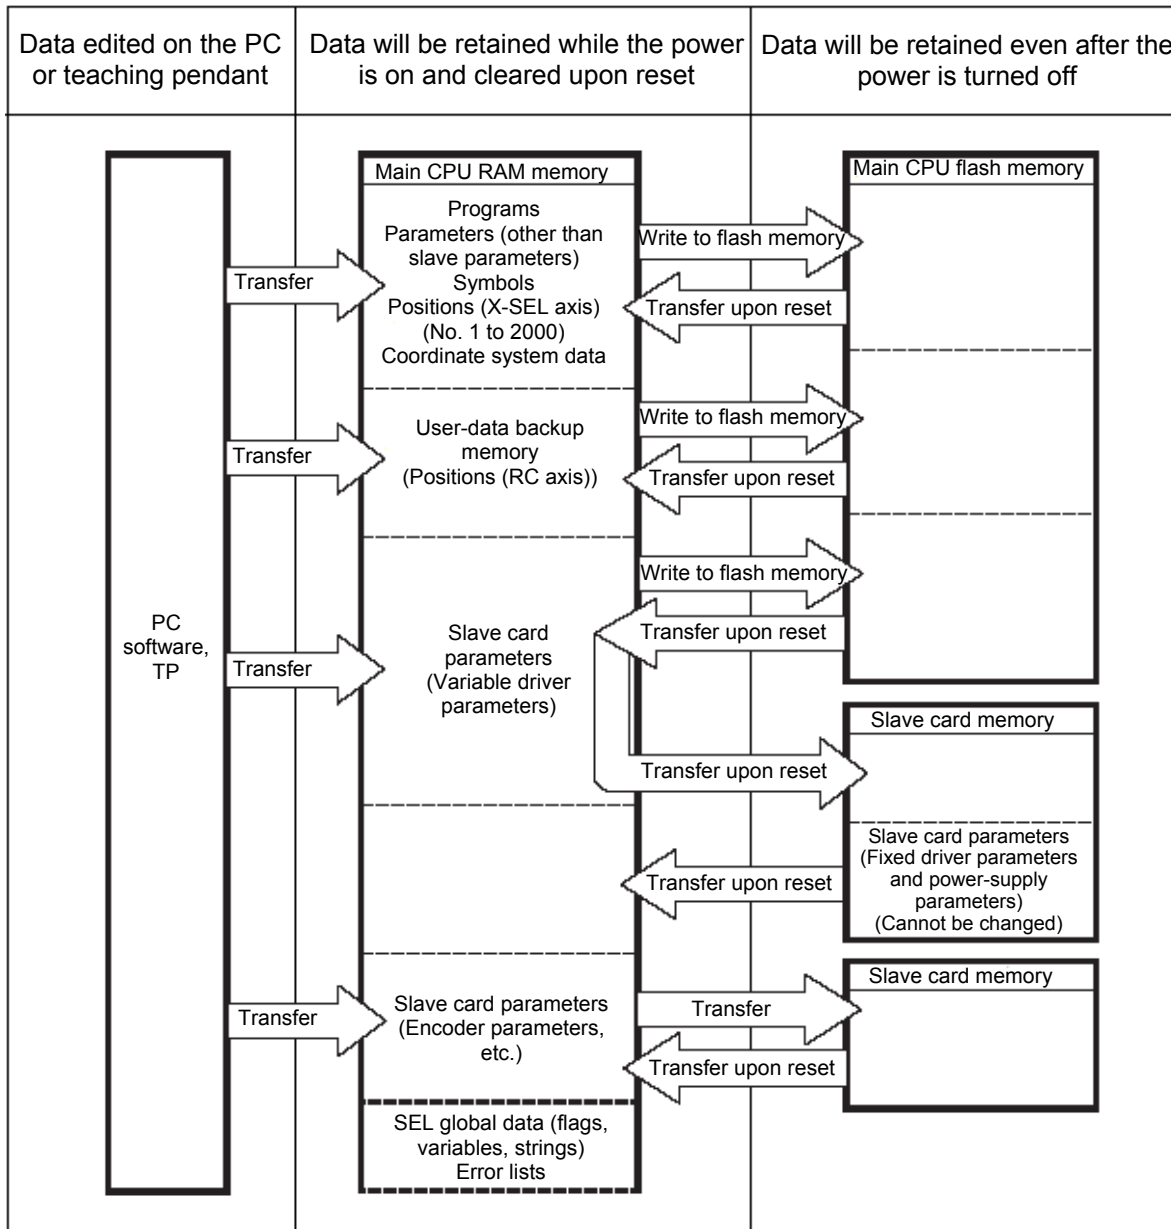 Data edited on the PC
or teaching pendant
Data will be retained while the power
is on and cleared upon reset
Data will be retained even after the
power is turned off
PC
software,
TP
Transfer
Transfer
Transfer
Transfer
Main CPU RAM memory
Programs
Parameters (other than
slave parameters)
Symbols
Positions (X-SEL axis)
(No. 1 to 2000)
Coordinate system data
User-data backup
memory
(Positions (RC axis))
Slave card
parameters
(Variable driver
parameters)
Slave card parameters
(Encoder parameters,
etc.)
SEL global data (flags,
variables, strings)
Error lists
Write to flash memory
Transfer upon reset
Write to flash memory
Transfer upon reset
Write to flash memory
Transfer upon reset
Transfer upon reset
Transfer upon reset
Transfer
Transfer upon reset
Main CPU flash memory
Slave card memory
Slave card parameters
(Fixed driver parameters
and power-supply
parameters)
(Cannot be changed)
Slave card memory